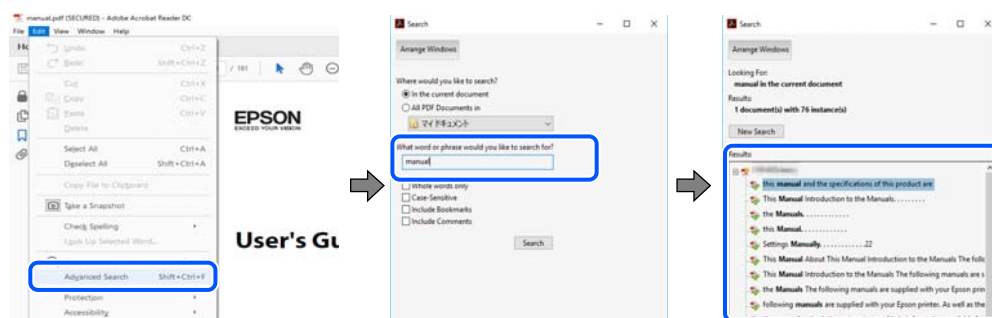 manual.pdf (SECURED) - Adobe Acrobat Reader DC
File Edit View Window Help
Undo Ctrl+Z
Redo Shift+Ctrl+Z
Cut Ctrl+X
Copy Ctrl+C
Paste Ctrl+V
Delete
Select All Ctrl+A
Deselect All Shift+Ctrl+A
Copy File to Clipboard
Take a Snapshot
Check Spelling
Look Up Selected Word...
Advanced Search Shift+Ctrl+F
Protection
Accessibility
/ 181
EPSON
EXCEED YOUR VISION
User's Gu
Search
Arrange Windows
Where would you like to search?
In the current document
All PDF Documents in
マイ ドキュメント
What word or phrase would you like to search for?
manual
Whole words only
Case-Sensitive
Include Bookmarks
Include Comments
Search
Search
Arrange Windows
Looking For:
manual in the current document
Results:
1 document(s) with 76 instance(s)
New Search
Results:
this manual and the specifications of this product are
This Manual Introduction to the Manuals. . . . . . . . .
the Manuals. . . . . . . . . . . . .
this Manual. . . . . . . . . . . . .
Settings Manually. . . . . . . . . . . . .22
This Manual About This Manual Introduction to the Manuals The follo
This Manual Introduction to the Manuals The following manuals are s
the Manuals The following manuals are supplied with your Epson prin
following manuals are supplied with your Epson printer. As well as the